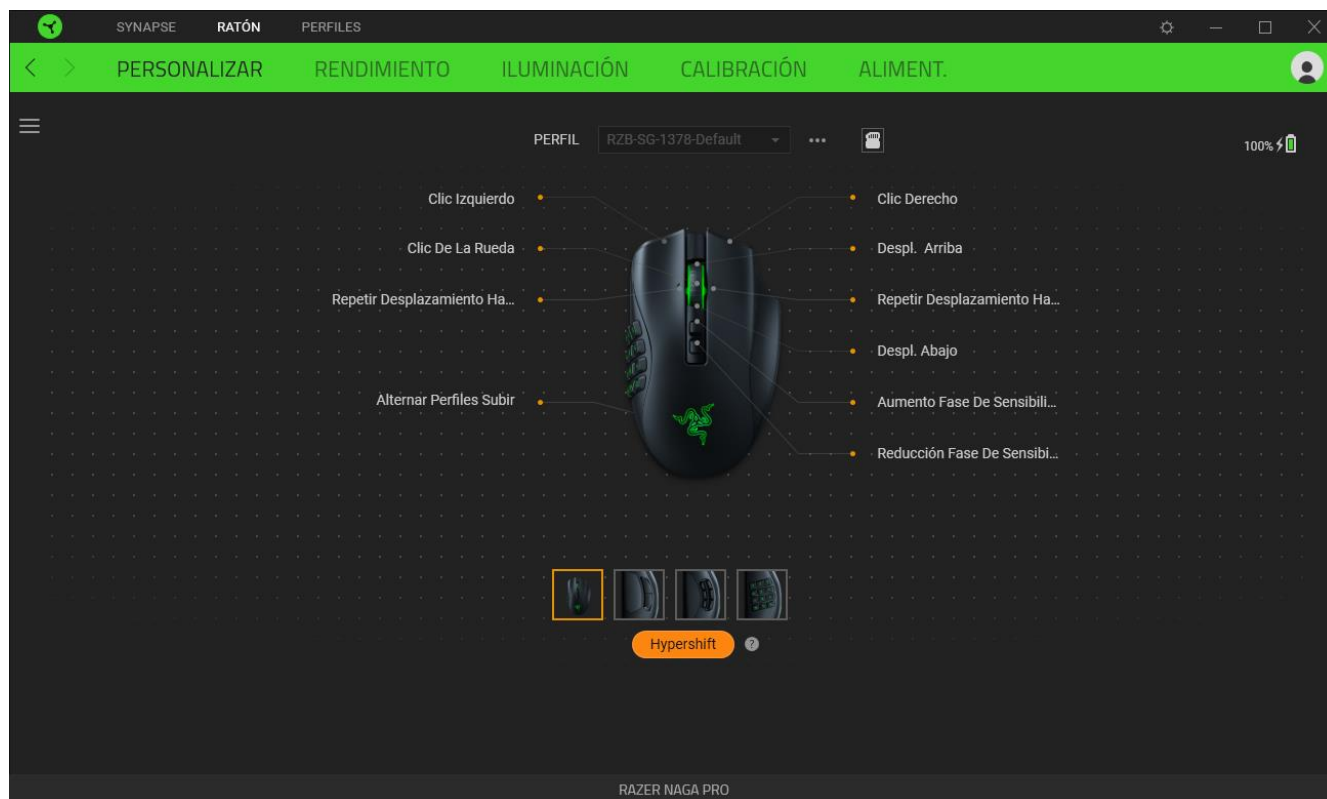 SYNAPSE RATÓN PERFILES
PERSONALIZAR RENDIMIENTO ILUMINACIÓN CALIBRACIÓN ALIMENT.
PERFIL RZB-SG-1378-Default
100%
Clic Izquierdo Clic Derecho
Clic De La Rueda Despl. Arriba
Repetir Desplazamiento Ha... Repetir Desplazamiento Ha...
Despl. Abajo
Alternar Perfiles Subir Aumento Fase De Sensibili...
Reducción Fase De Sensibi...
Hypershift ?
RAZER NAGA PRO